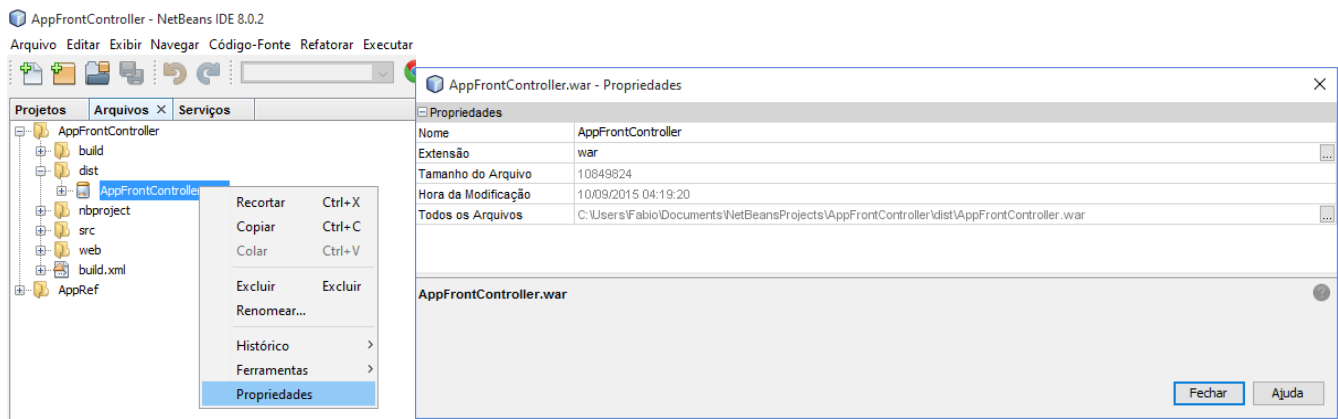 AppFrontController - NetBeans IDE 8.0.2
Arquivo Editar Exibir Navegar Código-Fonte Refatorar Executar
Projetos Arquivos × Serviços
AppFrontController
build
dist
AppFrontController
nbproject
src
web
build.xml
AppRef
Recortar Ctrl+X
Copiar Ctrl+C
Colar Ctrl+V
Excluir Excluir
Renomear...
Histórico >
Ferramentas >
Propriedades
AppFrontController.war - Propriedades
Propriedades
Nome AppFrontController
Extensão war ...
Tamanho do Arquivo 10849824
Hora da Modificação 10/09/2015 04:19:20
Todos os Arquivos C:\Users\Fabio\Documents\NetBeansProjects\AppFrontController\dist\AppFrontController.war ...
AppFrontController.war
Fechar Ajuda